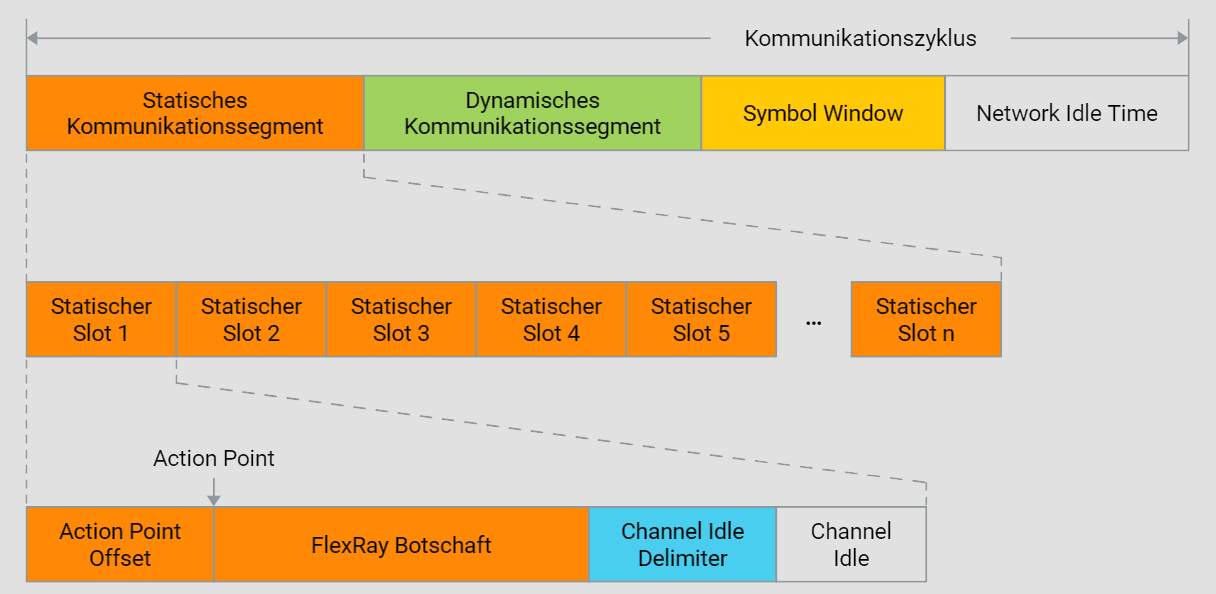 Kommunikationszyklus
Statisches
Kommunikationssegment
Dynamisches
Kommunikationssegment
Symbol Window
Network Idle Time
Statischer
Slot 1
Statischer
Slot 2
Statischer
Slot 3
Statischer
Slot 4
Statischer
Slot 5
...
Statischer
Slot n
Action Point
Action Point
Offset
FlexRay Botschaft
Channel Idle
Delimiter
Channel
Idle